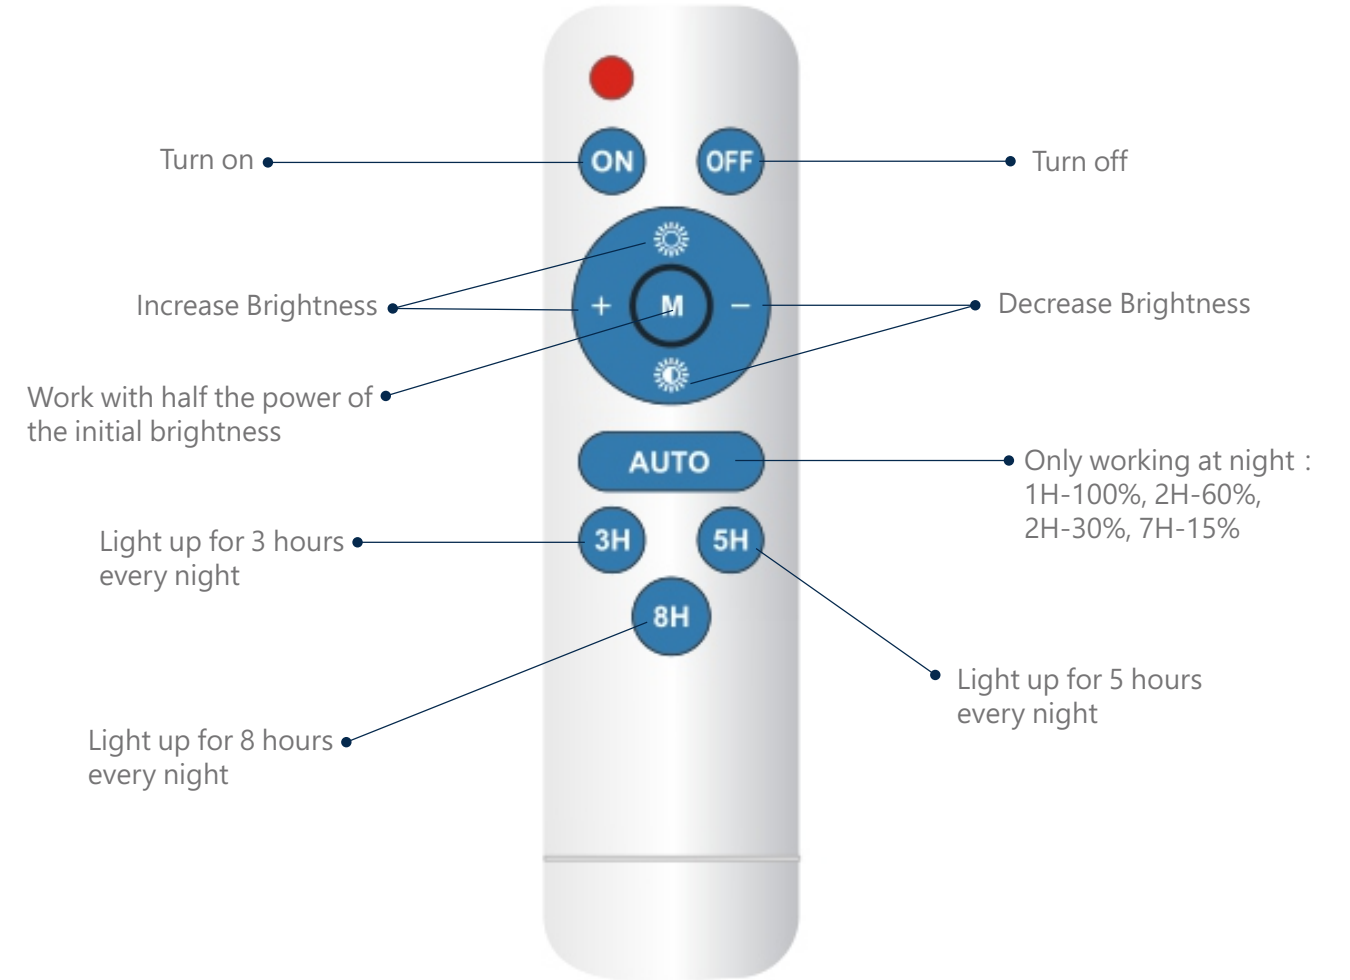 Turn on
ON
OFF
Turn off
Increase Brightness
+
M
−
Decrease Brightness
Work with half the power of
the initial brightness
AUTO
Only working at night :
1H-100%, 2H-60%,
2H-30%, 7H-15%
Light up for 3 hours
every night
3H
5H
8H
Light up for 5 hours
every night
Light up for 8 hours
every night